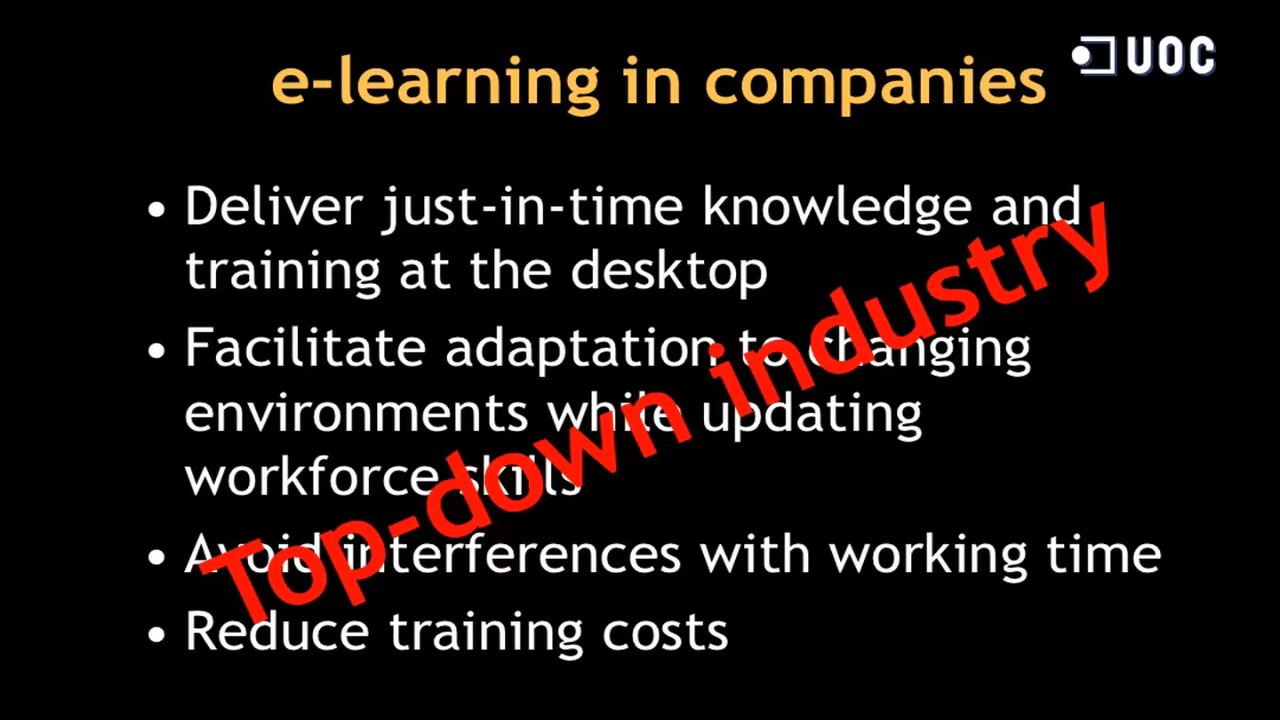 UOC
e-learning in companies
• Deliver just-in-time knowledge and
training at the desktop
• Facilitate adaptation to changing
environments while updating
workforce skills
• Avoid interferences with working time
• Reduce training costs
Top-down industry